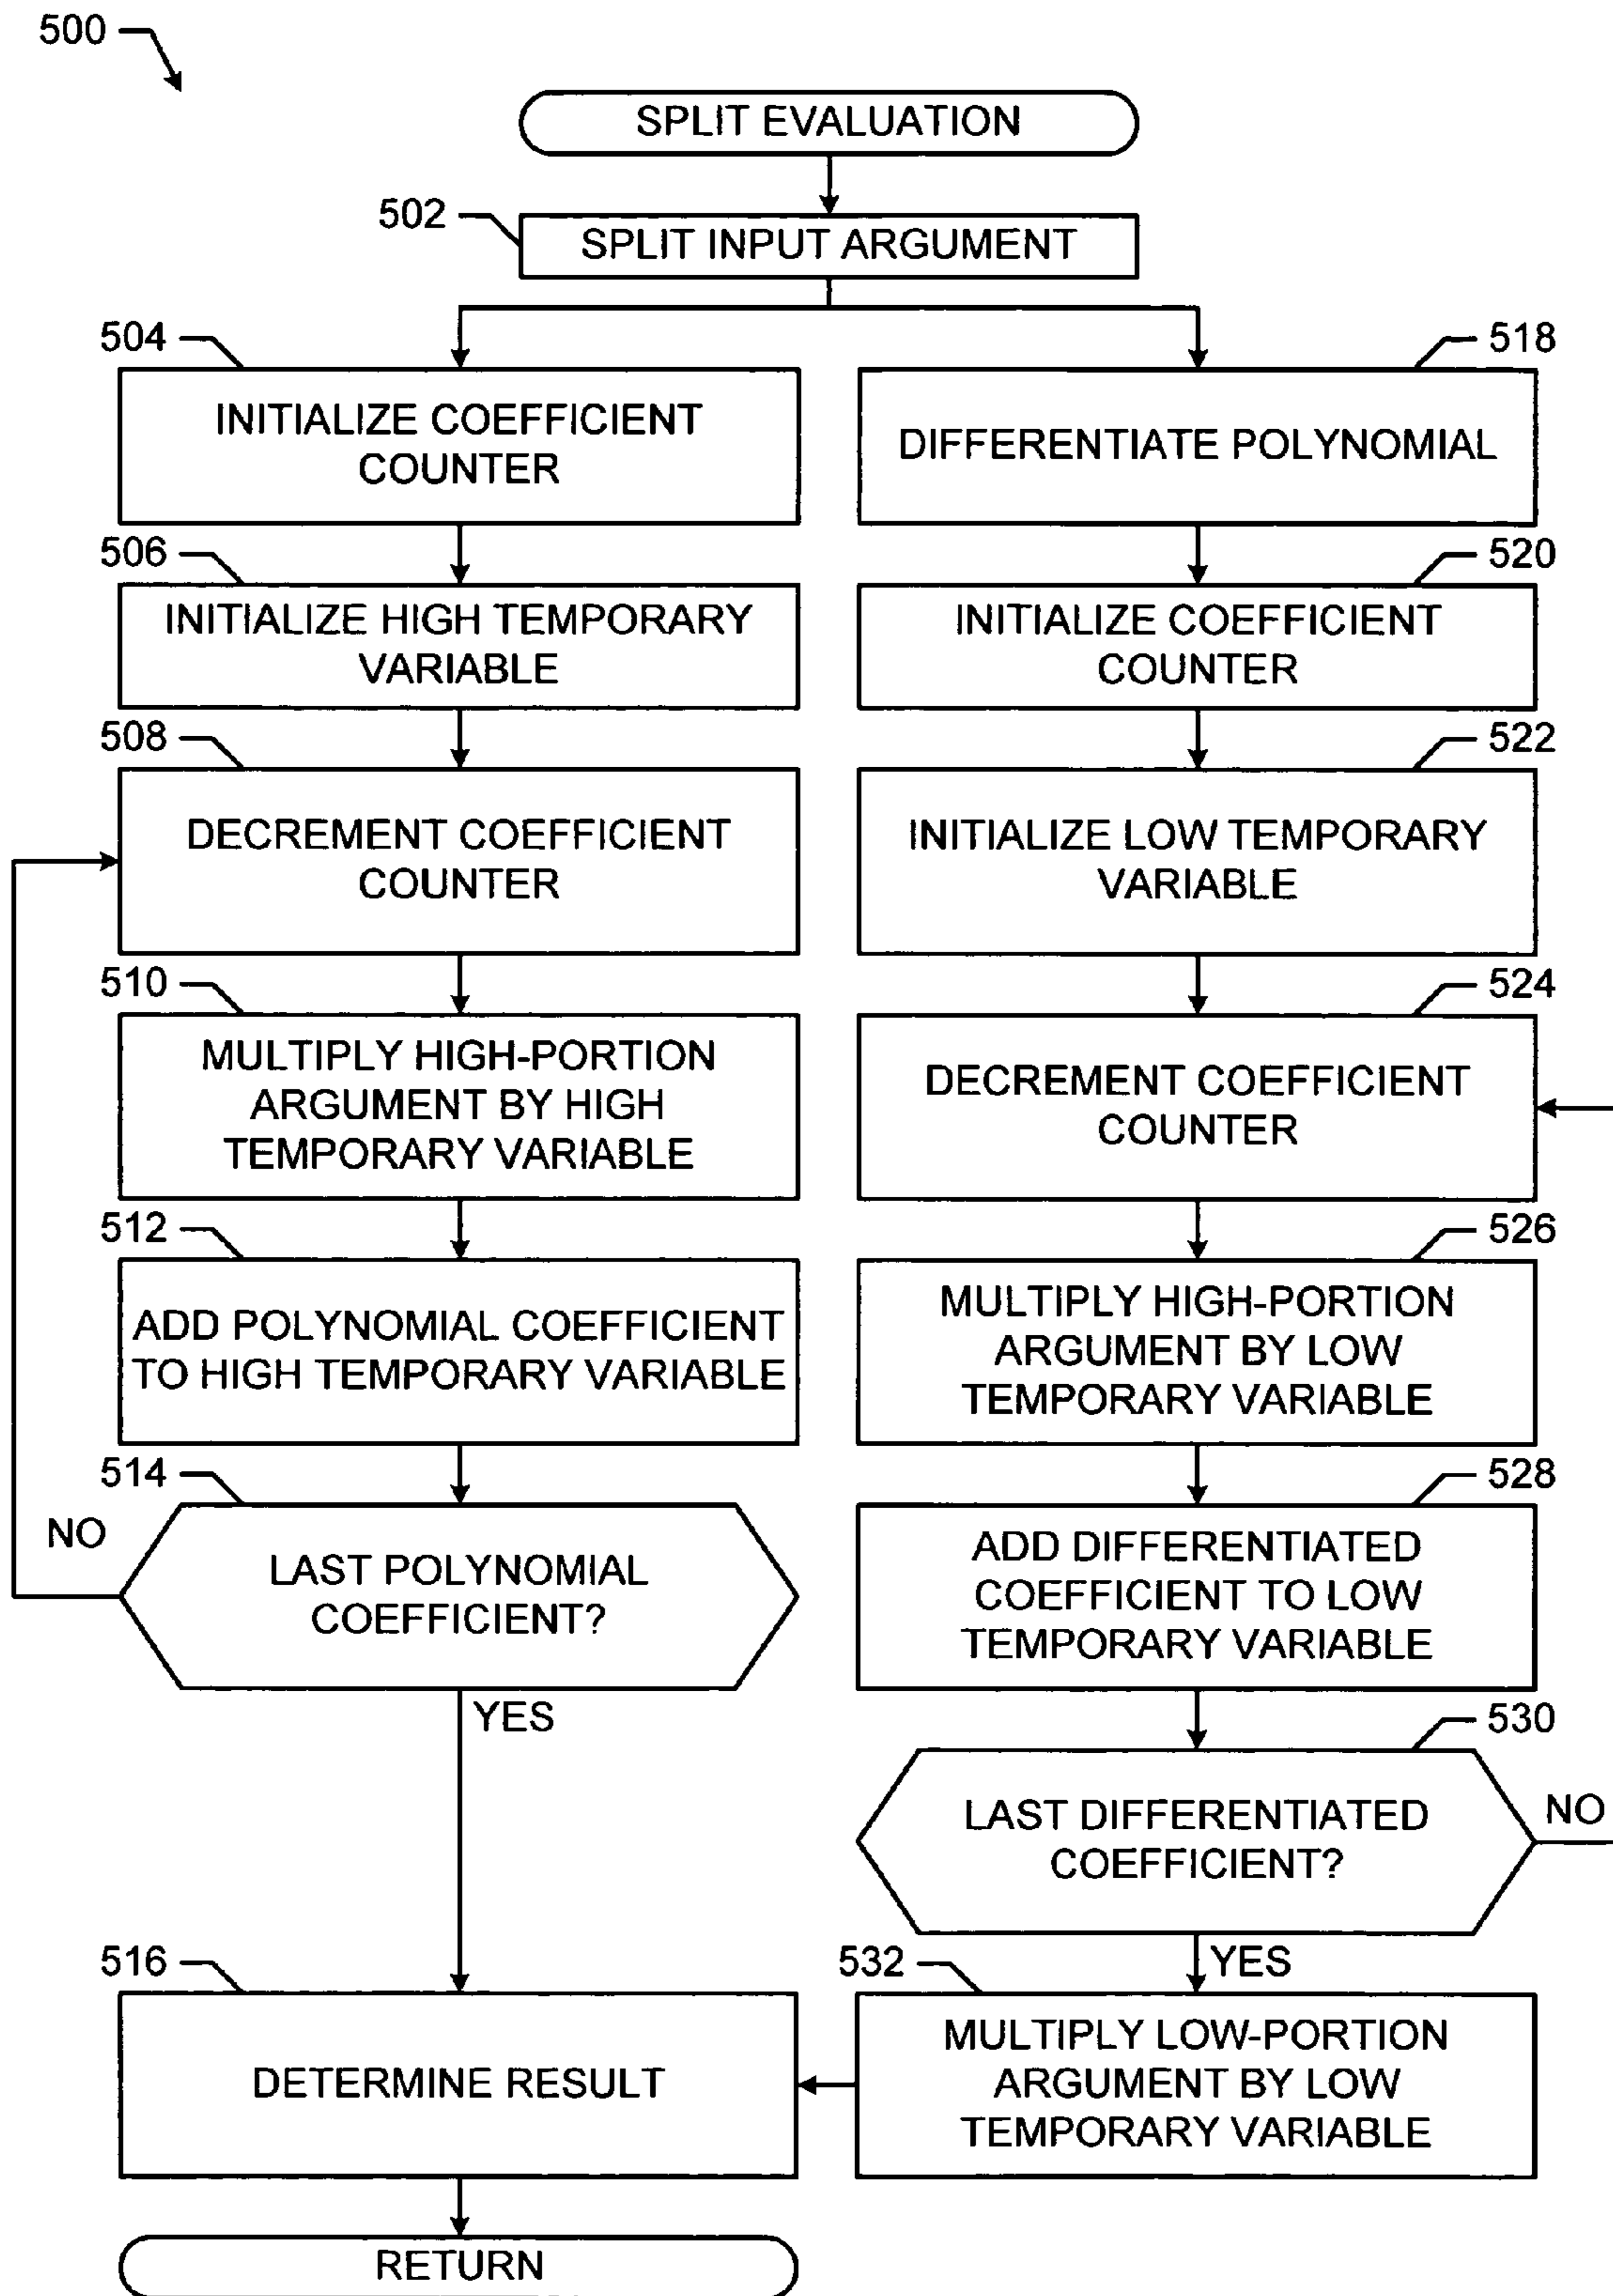 500
SPLIT EVALUATION
502
SPLIT INPUT ARGUMENT
504
INITIALIZE COEFFICIENT
COUNTER
506
INITIALIZE HIGH TEMPORARY
VARIABLE
508
DECREMENT COEFFICIENT
COUNTER
510
MULTIPLY HIGH-PORTION
ARGUMENT BY HIGH
TEMPORARY VARIABLE
512
ADD POLYNOMIAL COEFFICIENT
TO HIGH TEMPORARY VARIABLE
514
NO
LAST POLYNOMIAL
COEFFICIENT?
YES
516
DETERMINE RESULT
RETURN
518
DIFFERENTIATE POLYNOMIAL
520
INITIALIZE COEFFICIENT
COUNTER
522
INITIALIZE LOW TEMPORARY
VARIABLE
524
DECREMENT COEFFICIENT
COUNTER
526
MULTIPLY HIGH-PORTION
ARGUMENT BY LOW
TEMPORARY VARIABLE
528
ADD DIFFERENTIATED
COEFFICIENT TO LOW
TEMPORARY VARIABLE
530
LAST DIFFERENTIATED
COEFFICIENT?
NO
YES
532
MULTIPLY LOW-PORTION
ARGUMENT BY LOW
TEMPORARY VARIABLE